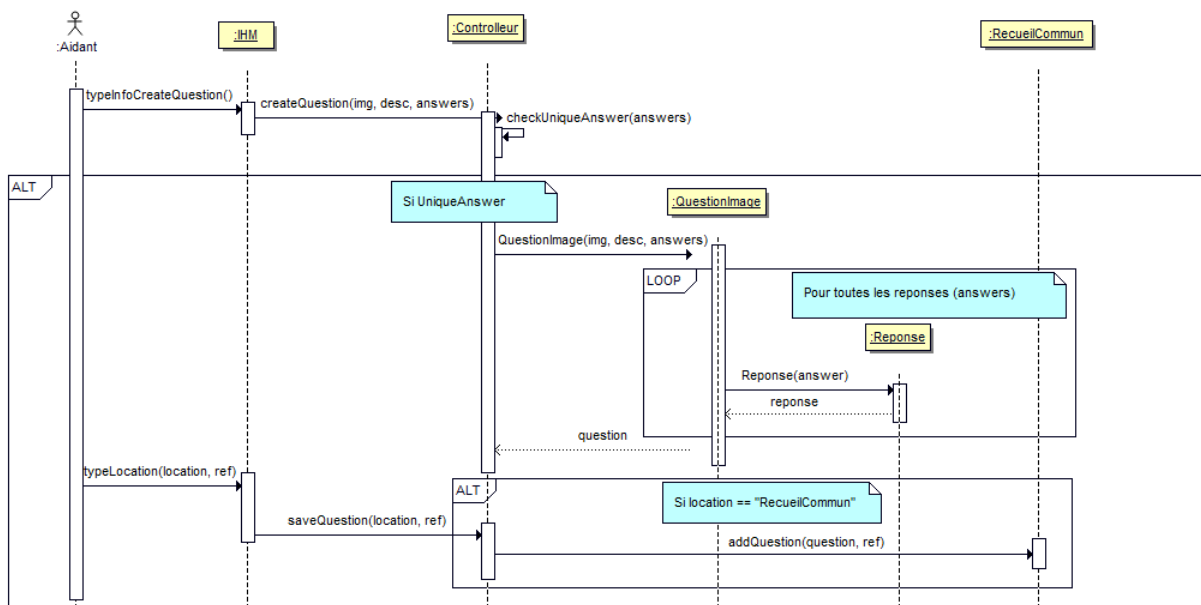 :Aidant
:IHM
:Controlleur
:RecueilCommun
typeInfoCreateQuestion()
createQuestion(img, desc, answers)
checkUniqueAnswer(answers)
ALT
Si UniqueAnswer
:QuestionImage
QuestionImage(img, desc, answers)
LOOP
Pour toutes les reponses (answers)
:Reponse
Reponse(answer)
reponse
question
typeLocation(location, ref)
ALT
Si location == "RecueilCommun"
saveQuestion(location, ref)
addQuestion(question, ref)